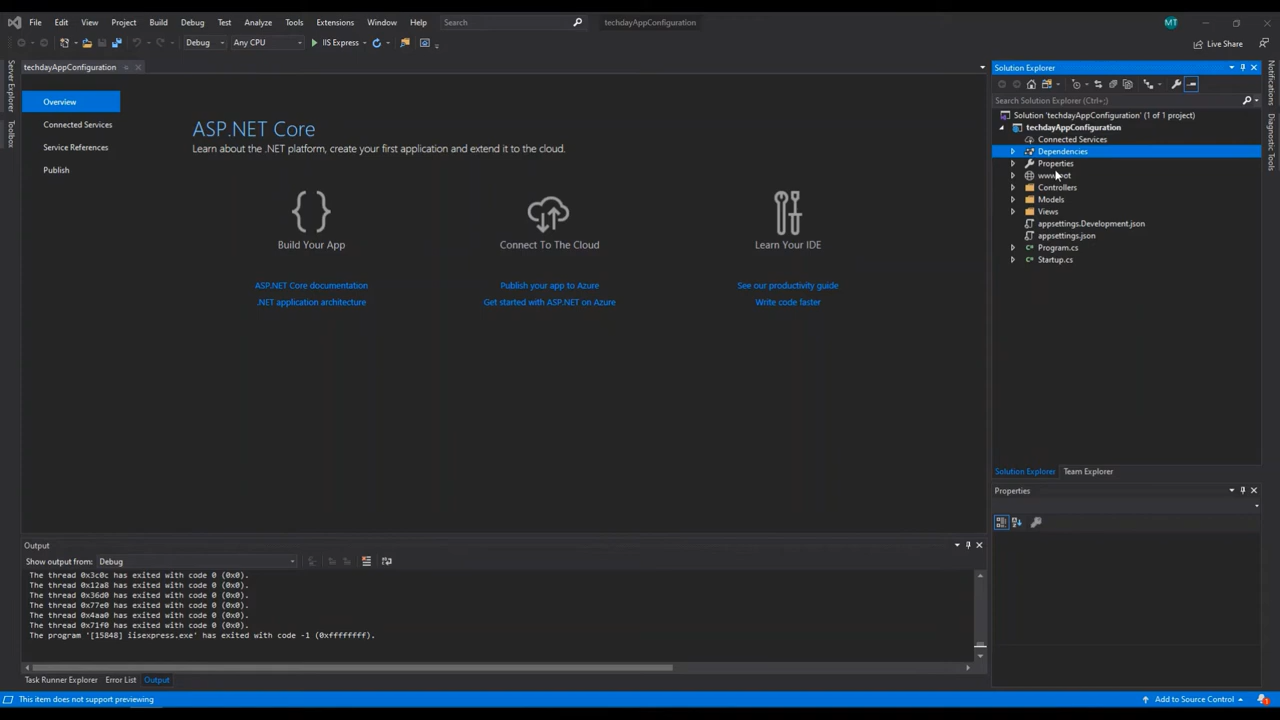 File Edit View Project Build Debug Test Analyze Tools Extensions Window Help Search techdayAppConfiguration MT
Debug Any CPU IIS Express Live Share
Server Explorer
Toolbox
techdayAppConfiguration
Overview
Connected Services
Service References
Publish
ASP.NET Core
Learn about the .NET platform, create your first application and extend it to the cloud.
Build Your App
ASP.NET Core documentation
.NET application architecture
Connect To The Cloud
Publish your app to Azure
Get started with ASP.NET on Azure
Learn Your IDE
See our productivity guide
Write code faster
Solution Explorer
Search Solution Explorer (Ctrl+;)
Solution 'techdayAppConfiguration' (1 of 1 project)
techdayAppConfiguration
Connected Services
Dependencies
Properties
Controllers
Models
Views
appsettings.Development.json
appsettings.json
Program.cs
Startup.cs
Solution Explorer Team Explorer
Properties
Notifications
Diagnostic Tools
Output
Show output from: Debug
The thread 0x3c0c has exited with code 0 (0x0).
The thread 0x12a8 has exited with code 0 (0x0).
The thread 0x36d0 has exited with code 0 (0x0).
The thread 0x77e0 has exited with code 0 (0x0).
The thread 0x4aa0 has exited with code 0 (0x0).
The thread 0x71f0 has exited with code 0 (0x0).
The program '[15848] iisexpress.exe' has exited with code -1 (0xffffffff).
Task Runner Explorer Error List Output
This item does not support previewing Add to Source Control